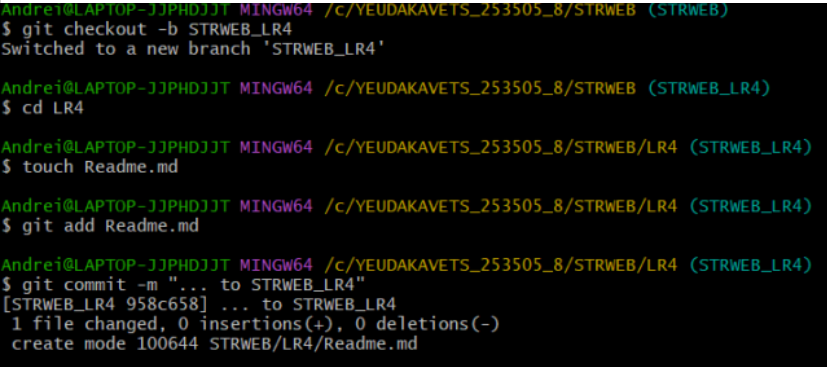 Andrei@LAPTOP-JJPHDJJT MINGW64 /c/YEUDAKAVETS_253505_8/STRWEB (STRWEB)
$ git checkout -b STRWEB_LR4
Switched to a new branch 'STRWEB_LR4'
Andrei@LAPTOP-JJPHDJJT MINGW64 /c/YEUDAKAVETS_253505_8/STRWEB (STRWEB_LR4)
$ cd LR4
Andrei@LAPTOP-JJPHDJJT MINGW64 /c/YEUDAKAVETS_253505_8/STRWEB/LR4 (STRWEB_LR4)
$ touch Readme.md
Andrei@LAPTOP-JJPHDJJT MINGW64 /c/YEUDAKAVETS_253505_8/STRWEB/LR4 (STRWEB_LR4)
$ git add Readme.md
Andrei@LAPTOP-JJPHDJJT MINGW64 /c/YEUDAKAVETS_253505_8/STRWEB/LR4 (STRWEB_LR4)
$ git commit -m "... to STRWEB_LR4"
[STRWEB_LR4 958c658] ... to STRWEB_LR4
1 file changed, 0 insertions(+), 0 deletions(-)
create mode 100644 STRWEB/LR4/Readme.md